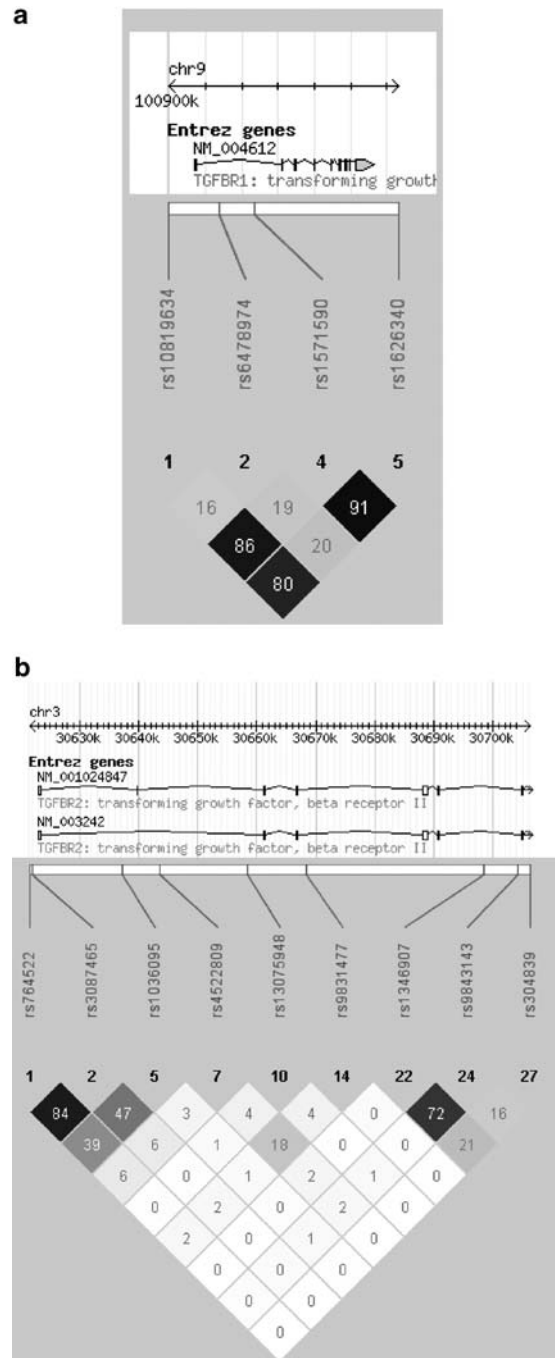 a
chr9
100900k
Entrez genes
NM_004612
TGFBR1: transforming growth
rs10819634
rs6478974
rs1571590
rs1626340
1 2 4 5
16 19 91
86 20
80
b
chr3
30630k 30640k 30650k 30660k 30670k 30680k 30690k 30700k
Entrez genes
NM_001024847
TGFBR2: transforming growth factor, beta receptor II
NM_003242
TGFBR2: transforming growth factor, beta receptor II
rs764522
rs3087465
rs1036095
rs4522809
rs13075948
rs9831477
rs1346907
rs9843143
rs304839
1 2 5 7 10 14 22 24 27
84 47 3 4 4 0 72 16
39 6 1 18 0 0 21
6 0 1 2 1 0
0 2 0 2 0
2 0 1 0
0 0 0
0 0
0